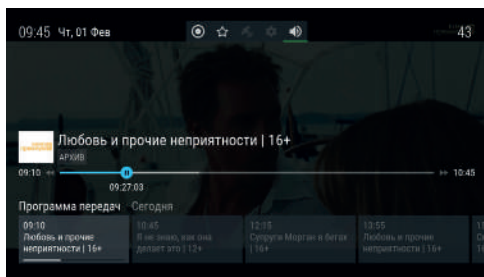 09:45 Чт, 01 Фев
43
Любовь и прочие неприятности | 16+
АРХИВ
09:10
10:45
09:27:03
Программа передач Сегодня
09:10
Любовь и прочие
неприятности | 16+
10:45
Я не знаю, как она
делает это | 12+
12:15
Супруги Морган в бегах
| 16+
13:55
Любовь и прочие
неприятности | 16+